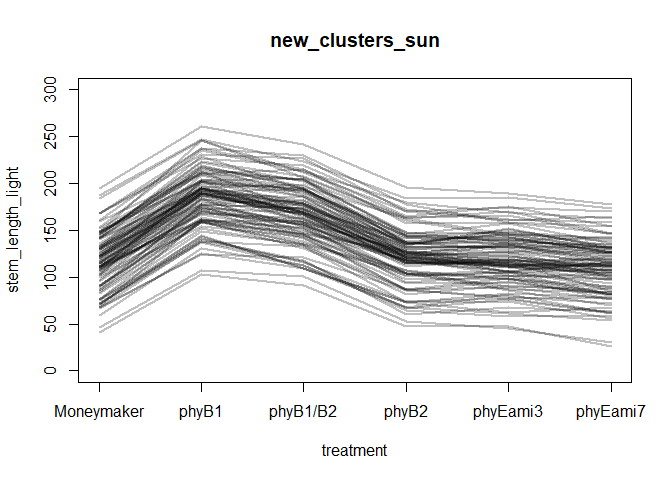 new_clusters_sun
stem_length_light
300
250
200
150
100
50
0
Moneymaker phyB1 phyB1/B2 phyB2 phyEami3 phyEami7
treatment